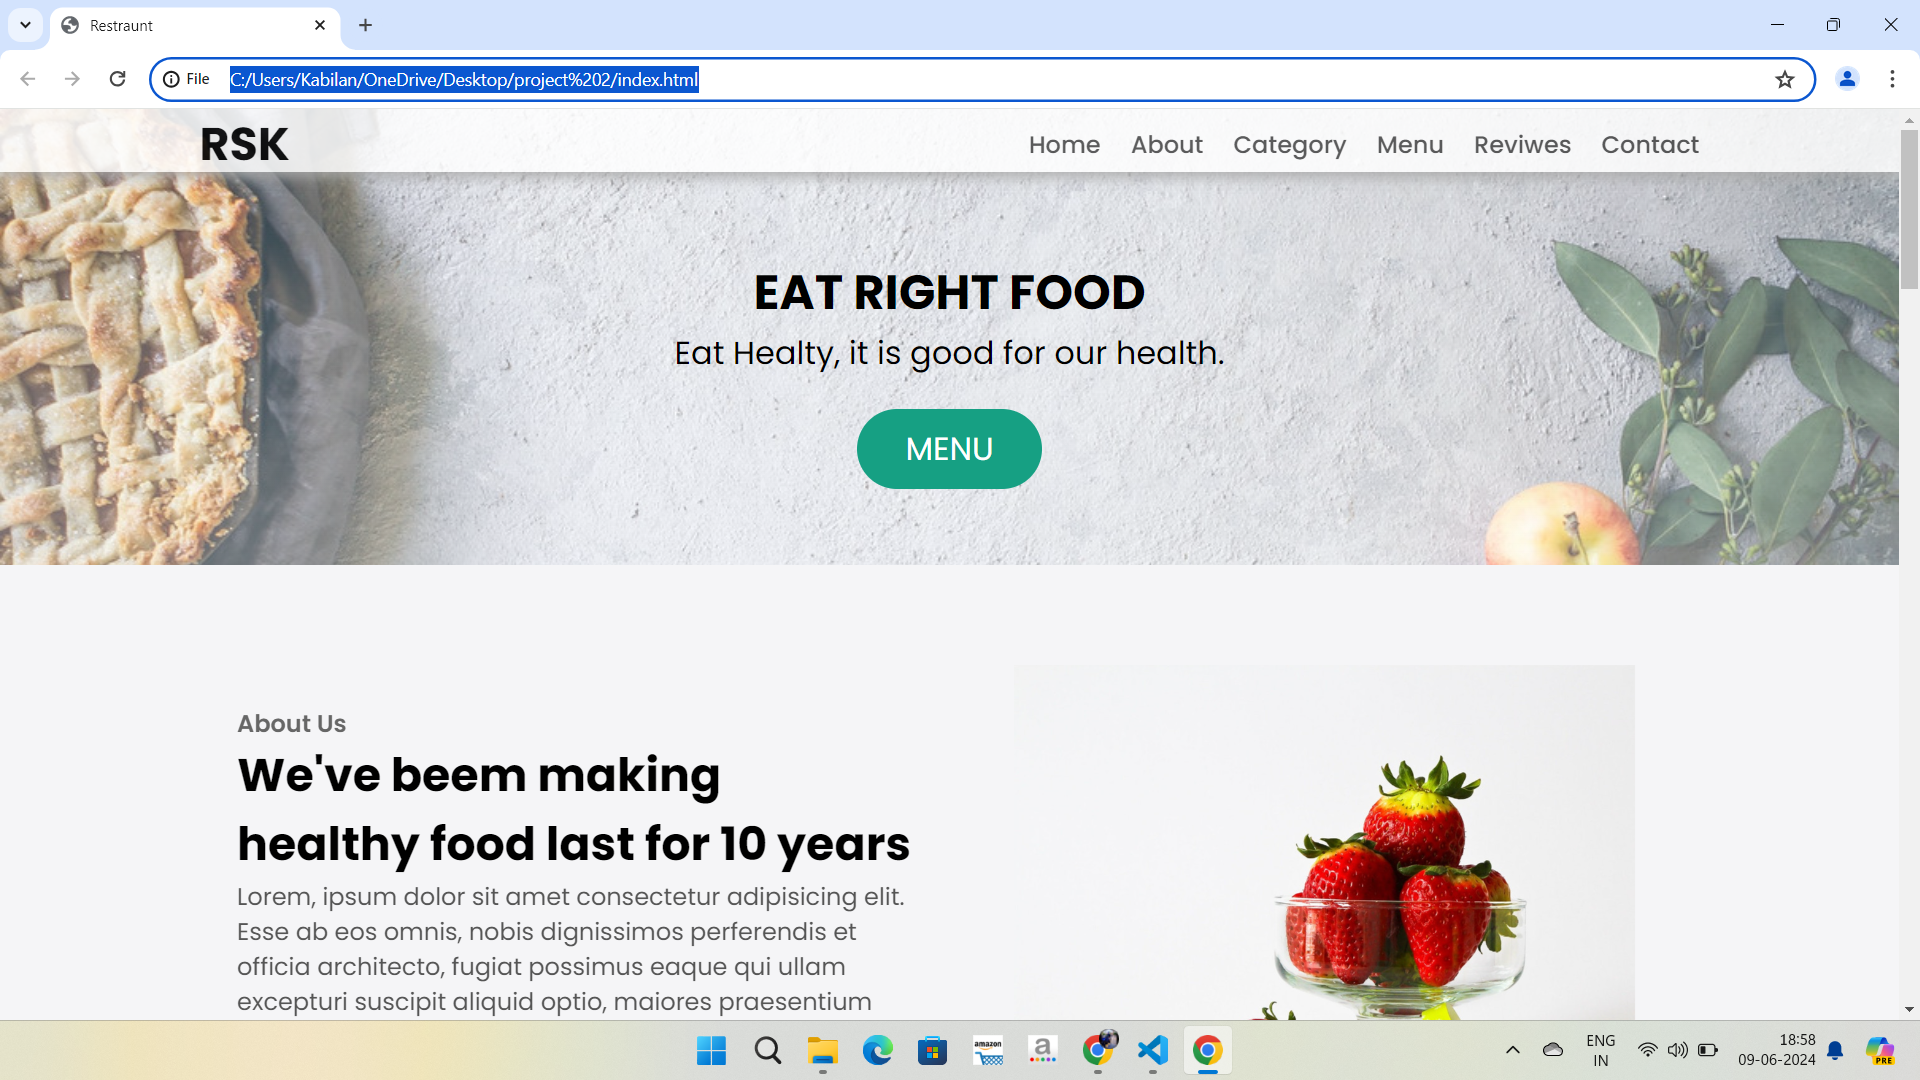 Restraunt
File C:/Users/Kabilan/OneDrive/Desktop/project%202/index.html
RSK Home About Category Menu Reviwes Contact
EAT RIGHT FOOD
Eat Healty, it is good for our health.
MENU
About Us
We've beem making
healthy food last for 10 years
Lorem, ipsum dolor sit amet consectetur adipisicing elit.
Esse ab eos omnis, nobis dignissimos perferendis et
officia architecto, fugiat possimus eaque qui ullam
excepturi suscipit aliquid optio, maiores praesentium
amazon
a
ENG
IN
18:58
09-06-2024
PRE